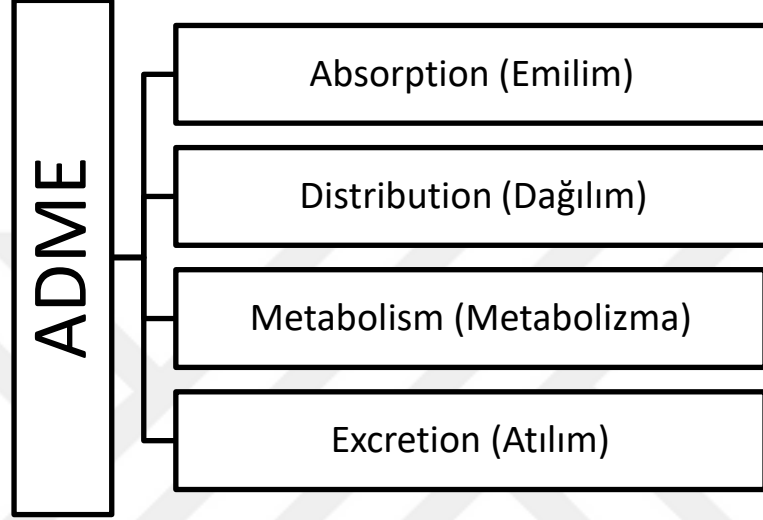 ADME
Absorption (Emilim)
Distribution (Dağılım)
Metabolism (Metabolizma)
Excretion (Atılım)